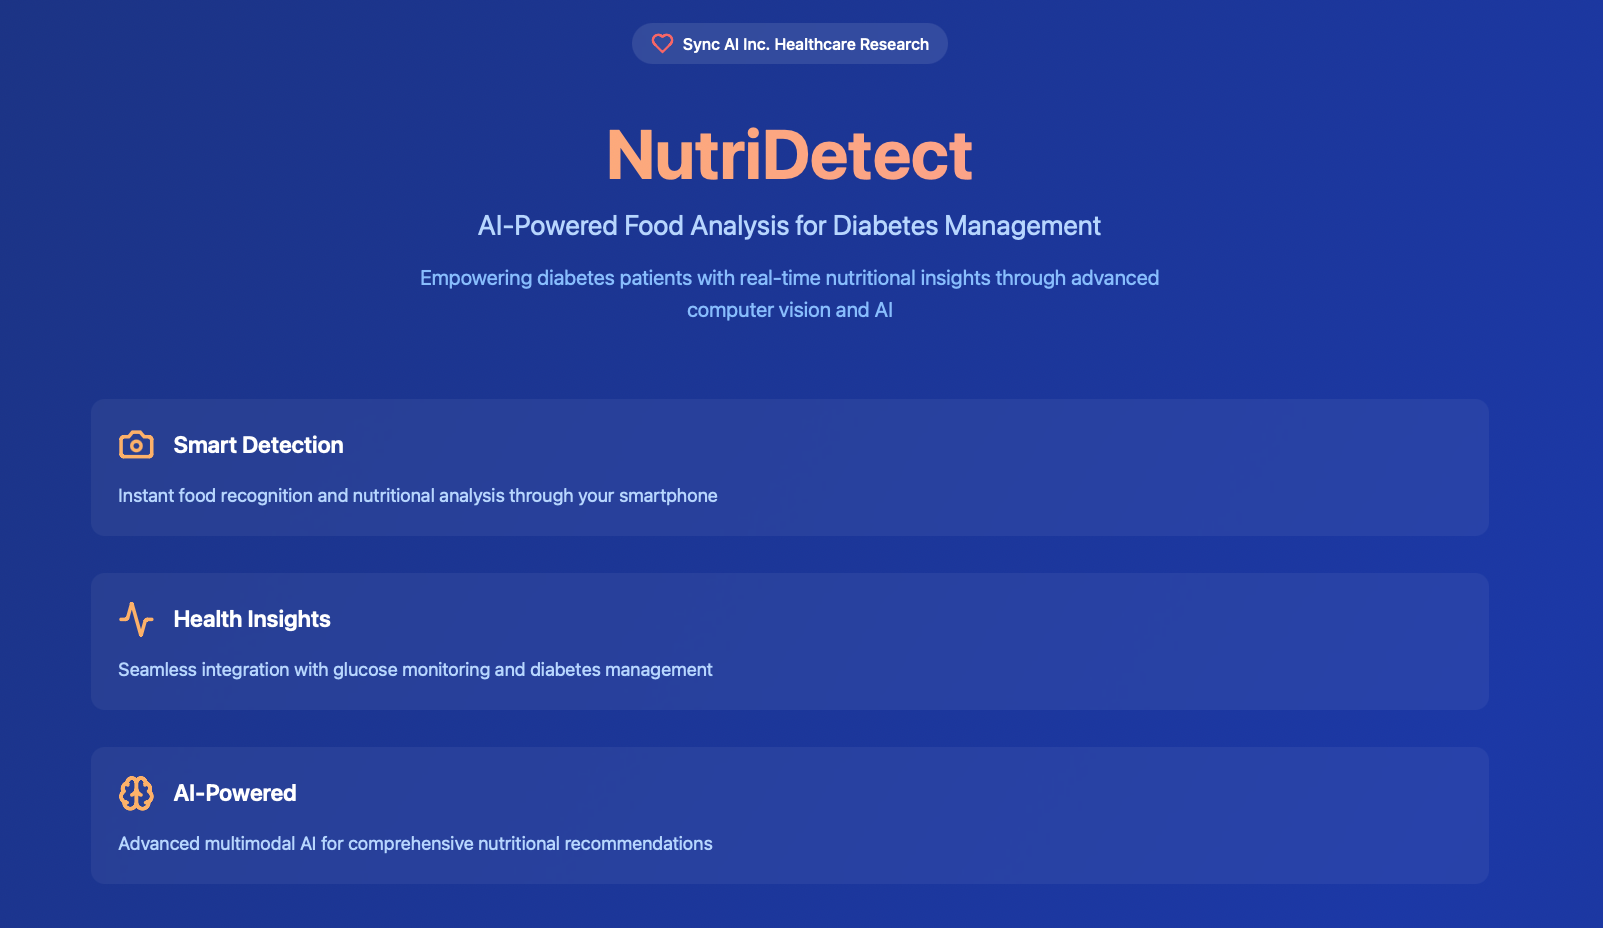 Sync AI Inc. Healthcare Research
NutriDetect
AI-Powered Food Analysis for Diabetes Management
Empowering diabetes patients with real-time nutritional insights through advanced
computer vision and AI
Smart Detection
Instant food recognition and nutritional analysis through your smartphone
Health Insights
Seamless integration with glucose monitoring and diabetes management
AI-Powered
Advanced multimodal AI for comprehensive nutritional recommendations